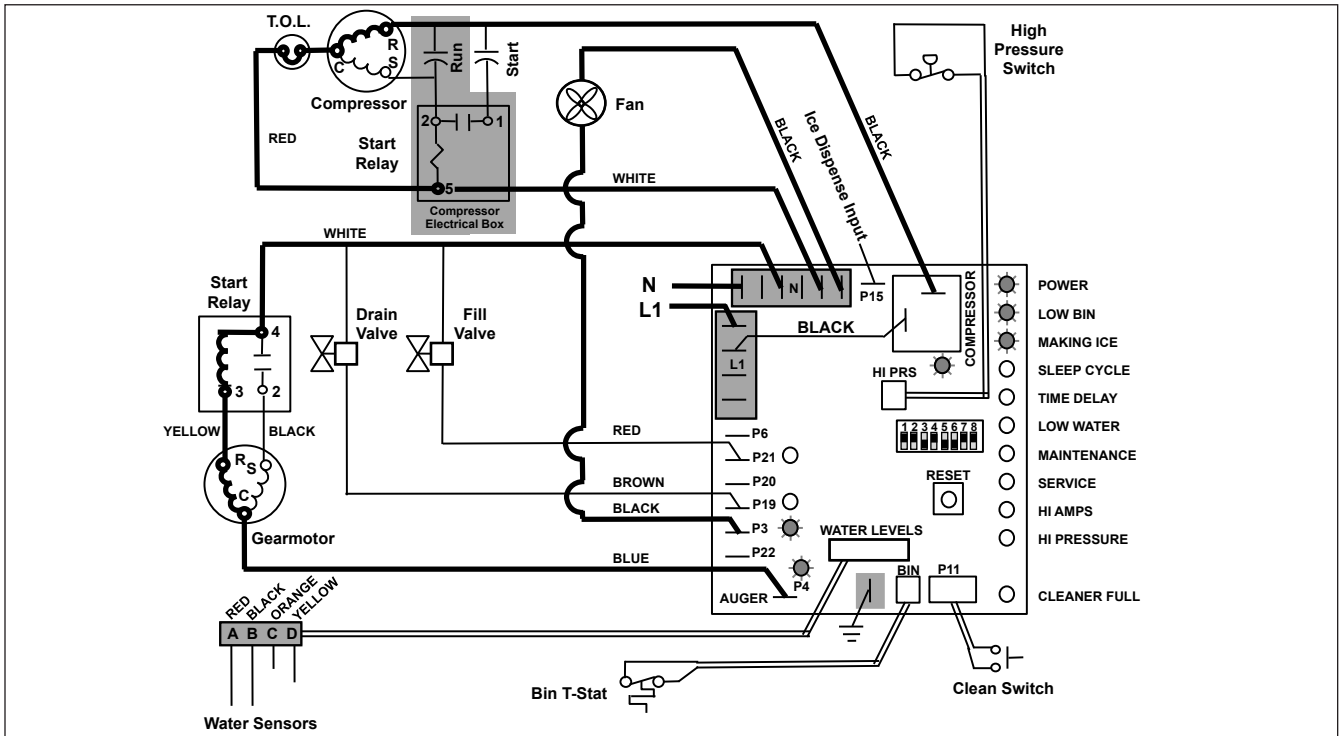 T.O.L.
R
C
S
Compressor
Run
Start
RED
2
1
Start
Relay
5
Compressor
Electrical Box
WHITE
Fan
BLACK
Ice Dispense Input
BLACK
High
Pressure
Switch
WHITE
Start
Relay
4
3
2
YELLOW
BLACK
R
S
C
Gearmotor
Drain
Valve
Fill
Valve
N
L1
N
P15
L1
BLACK
COMPRESSOR
HI PRS
1 2 3 4 5 6 7 8
RESET
RED
P6
P21
BROWN
P20
P19
BLACK
P3
P22
BLUE
P4
AUGER
WATER LEVELS
BIN
P11
POWER
LOW BIN
MAKING ICE
SLEEP CYCLE
TIME DELAY
LOW WATER
MAINTENANCE
SERVICE
HI AMPS
HI PRESSURE
CLEANER FULL
RED
BLACK
ORANGE
YELLOW
A B C D
Water Sensors
Bin T-Stat
Clean Switch